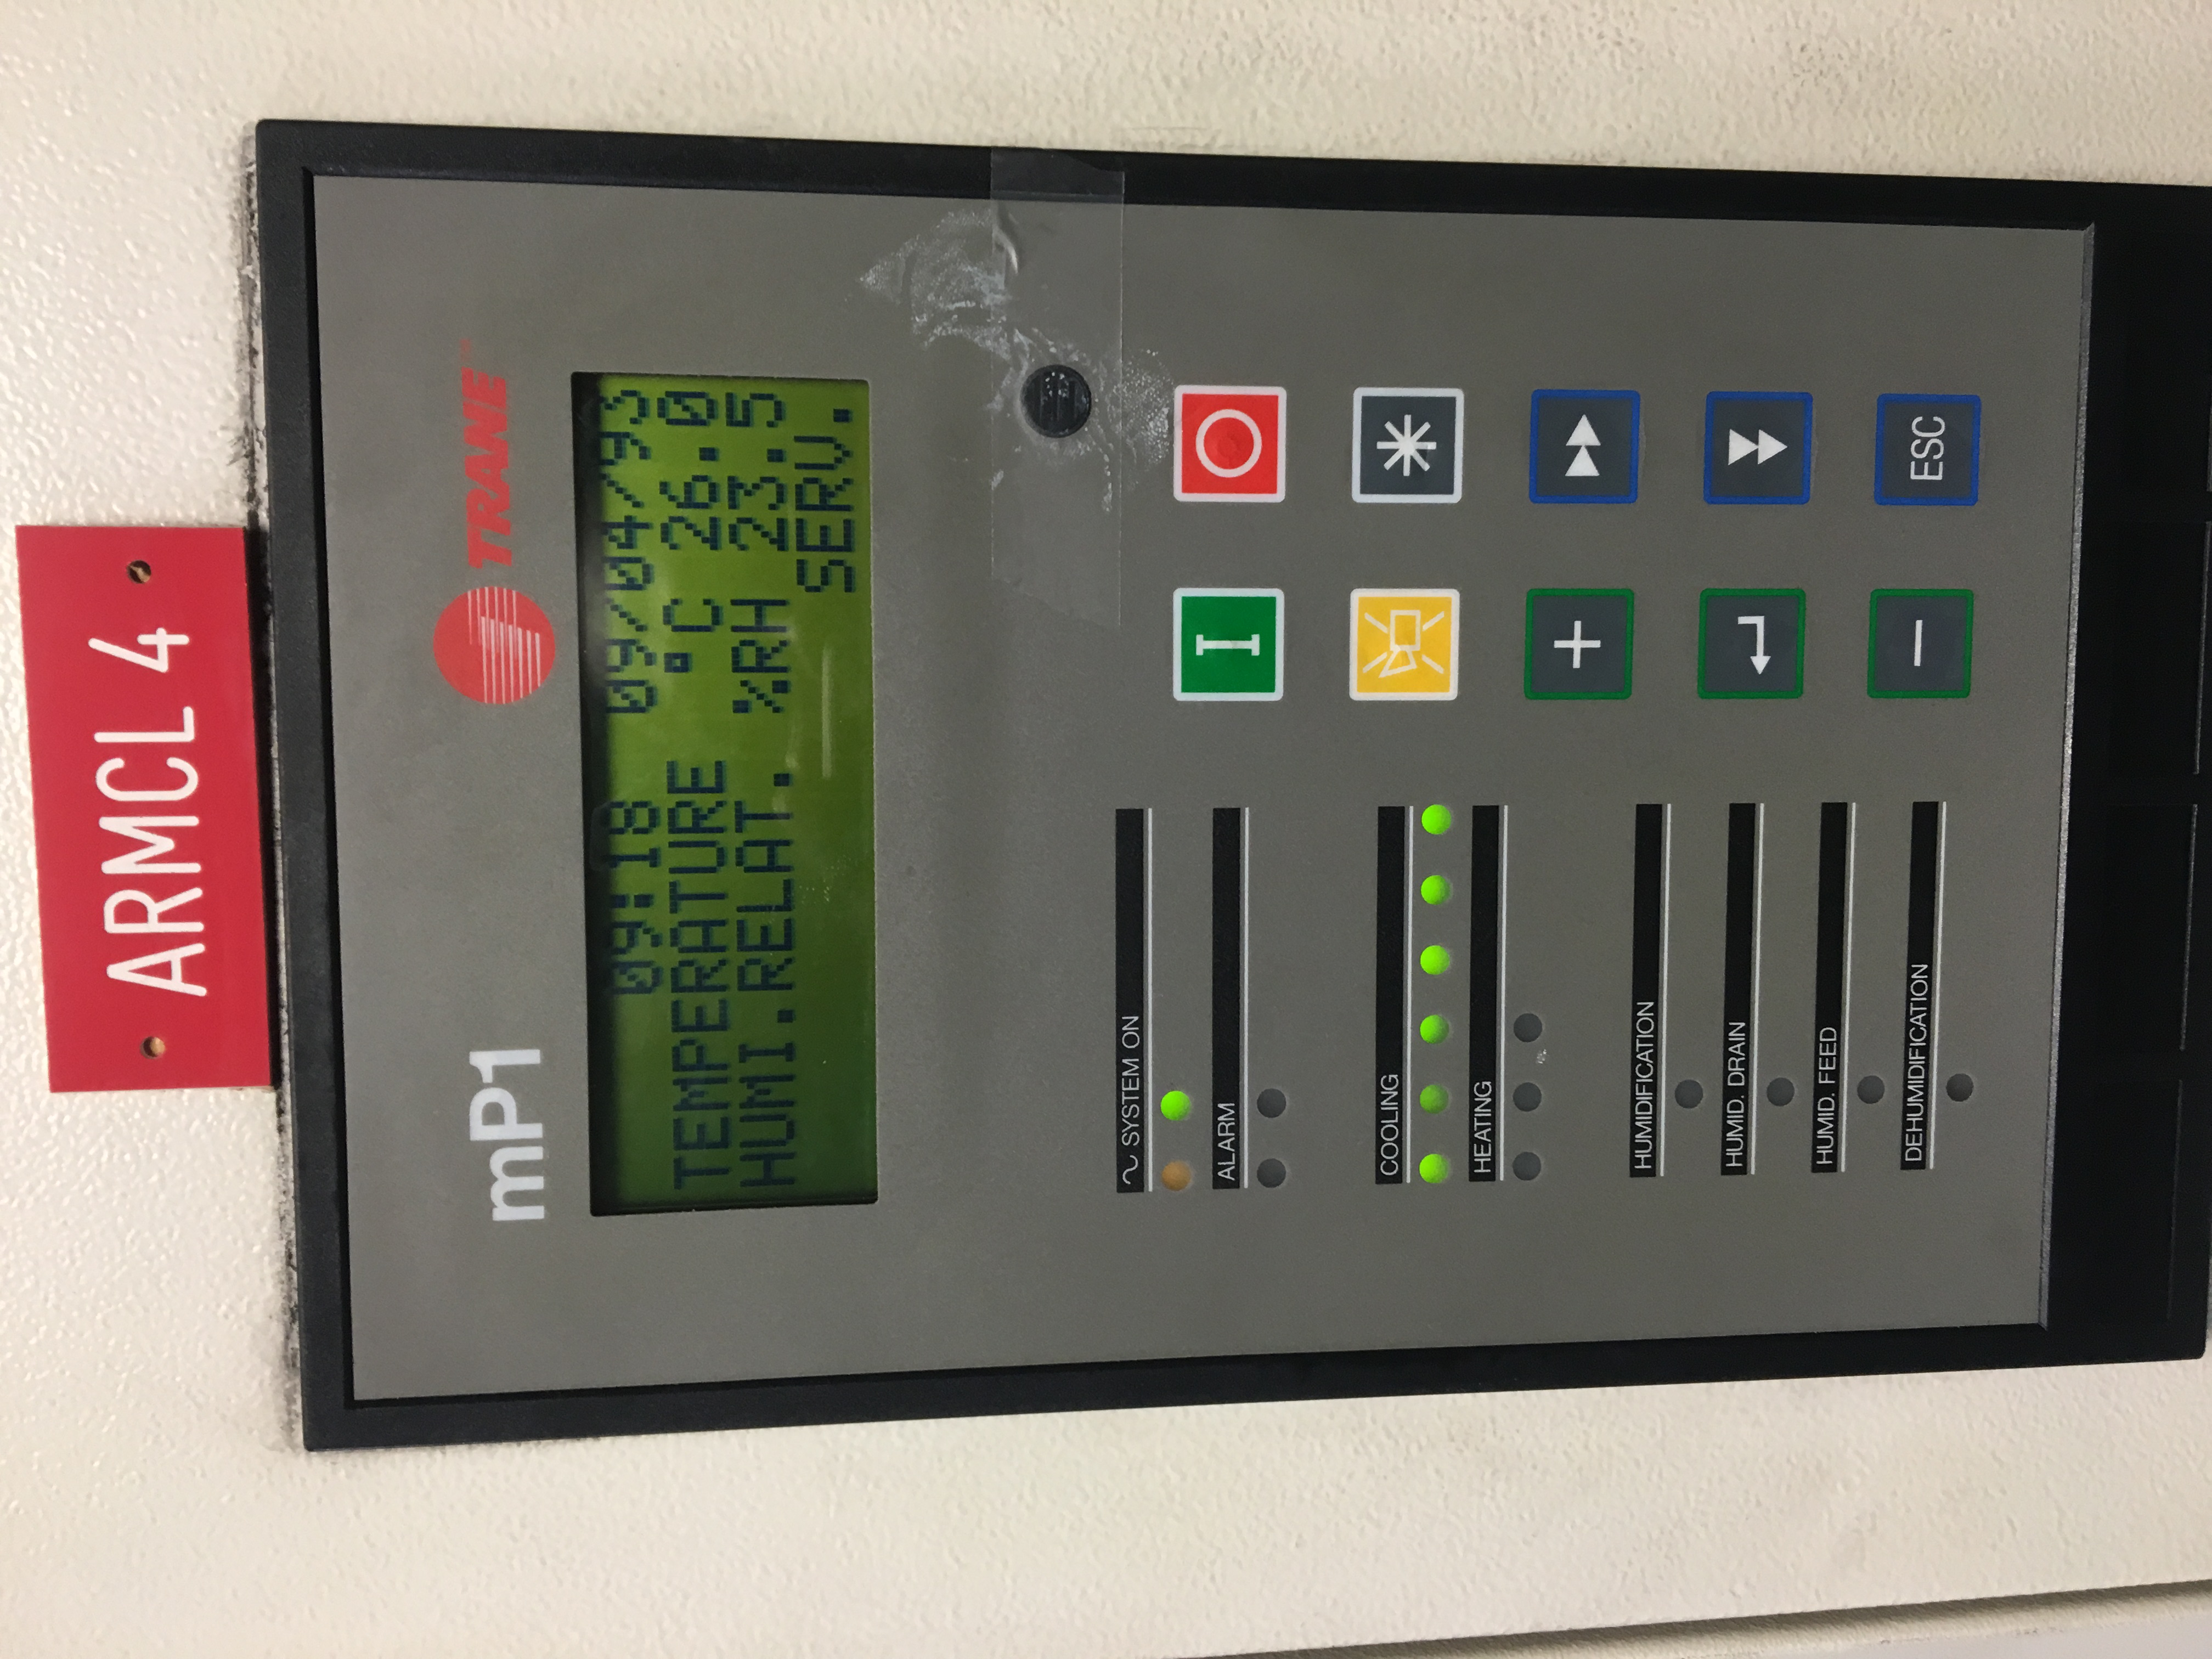 ARMCL 4
mP1
TRANE™
09:18 09/04/93
TEMPERATURE °C 26.0
HUMI.RELAT. %RH 23.5
SERV.
SYSTEM ON
ALARM
COOLING
HEATING
HUMIDIFICATION
HUMID. DRAIN
HUMID. FEED
DEHUMIDIFICATION
I
O
+
-
ESC